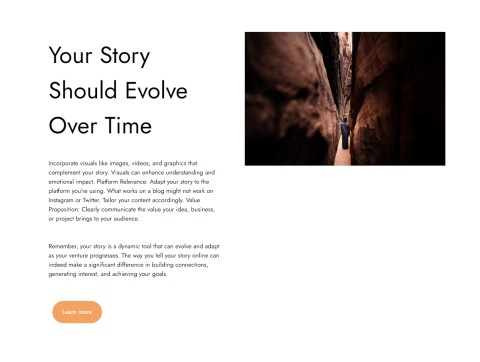 Your Story
Should Evolve
Over Time
Incorporate visuals like images, videos, and graphics that
complement your story. Visuals can enhance understanding and
emotional impact. Platform Relevance: Adapt your story to the
platform you're using. What works on a blog might not work on
Instagram or Twitter. Tailor your content accordingly. Value
Proposition: Clearly communicate the value your idea, business,
or project brings to your audience.
Remember, your story is a dynamic tool that can evolve and adapt
as your venture progresses. The way you tell your story online can
indeed make a significant difference in building connections,
generating interest, and achieving your goals.
Learn more